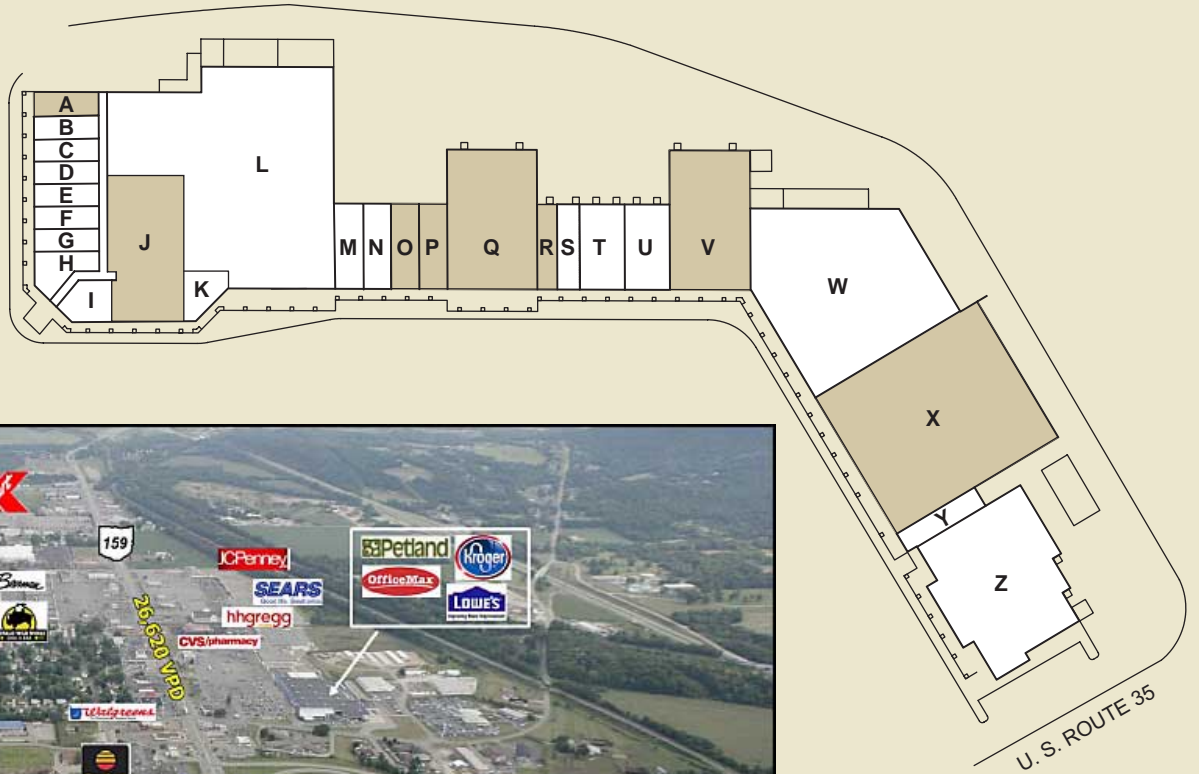 A
B
C
D
E
F
G
H
I
J
K
L
M
N
O
P
Q
R
S
T
U
V
W
X
Y
Z
U. S. ROUTE 35
159
26,620 VPD
JCPenney
SEARS
hhgregg
CVS/pharmacy
Walgreens
Petland
Kroger
OfficeMax
LOWE'S